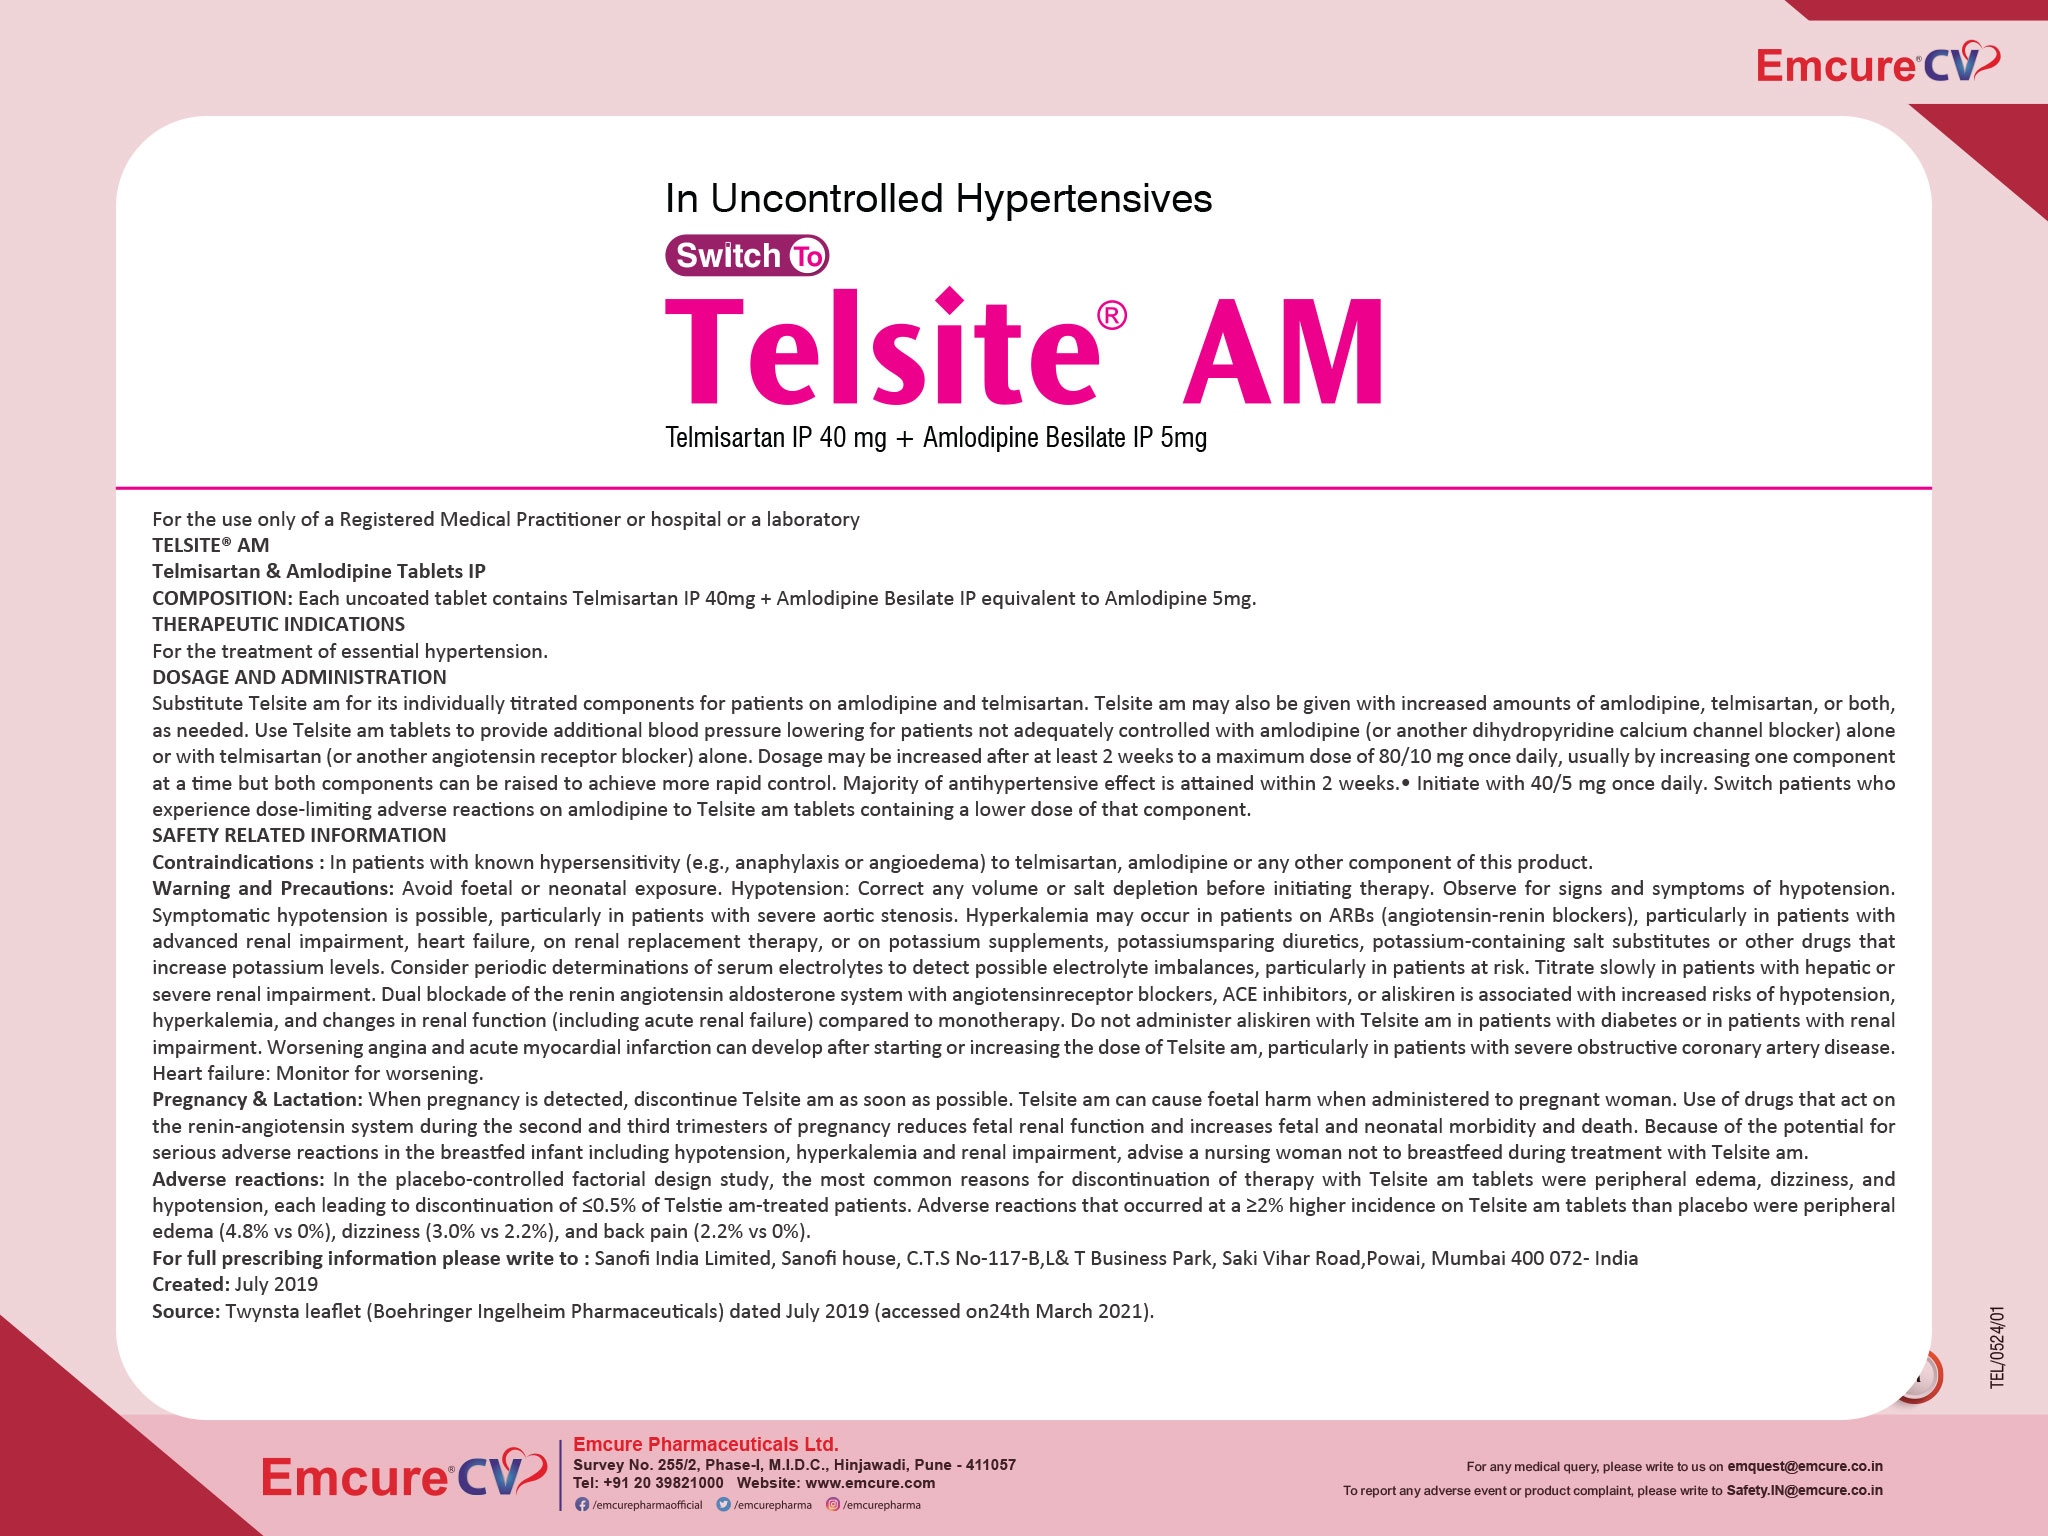 Emcure® CV
In Uncontrolled Hypertensives
Switch To
Telsite® AM
Telmisartan IP 40 mg + Amlodipine Besilate IP 5mg
For the use only of a Registered Medical Practitioner or hospital or a laboratory
TELSITE® AM
Telmisartan & Amlodipine Tablets IP
COMPOSITION: Each uncoated tablet contains Telmisartan IP 40mg + Amlodipine Besilate IP equivalent to Amlodipine 5mg.
THERAPEUTIC INDICATIONS
For the treatment of essential hypertension.
DOSAGE AND ADMINISTRATION
Substitute Telsite am for its individually titrated components for patients on amlodipine and telmisartan. Telsite am may also be given with increased amounts of amlodipine, telmisartan, or both,
as needed. Use Telsite am tablets to provide additional blood pressure lowering for patients not adequately controlled with amlodipine (or another dihydropyridine calcium channel blocker) alone
or with telmisartan (or another angiotensin receptor blocker) alone. Dosage may be increased after at least 2 weeks to a maximum dose of 80/10 mg once daily, usually by increasing one component
at a time but both components can be raised to achieve more rapid control. Majority of antihypertensive effect is attained within 2 weeks.• Initiate with 40/5 mg once daily. Switch patients who
experience dose-limiting adverse reactions on amlodipine to Telsite am tablets containing a lower dose of that component.
SAFETY RELATED INFORMATION
Contraindications : In patients with known hypersensitivity (e.g., anaphylaxis or angioedema) to telmisartan, amlodipine or any other component of this product.
Warning and Precautions: Avoid foetal or neonatal exposure. Hypotension: Correct any volume or salt depletion before initiating therapy. Observe for signs and symptoms of hypotension.
Symptomatic hypotension is possible, particularly in patients with severe aortic stenosis. Hyperkalemia may occur in patients on ARBs (angiotensin-renin blockers), particularly in patients with
advanced renal impairment, heart failure, on renal replacement therapy, or on potassium supplements, potassiumsparing diuretics, potassium-containing salt substitutes or other drugs that
increase potassium levels. Consider periodic determinations of serum electrolytes to detect possible electrolyte imbalances, particularly in patients at risk. Titrate slowly in patients with hepatic or
severe renal impairment. Dual blockade of the renin angiotensin aldosterone system with angiotensinreceptor blockers, ACE inhibitors, or aliskiren is associated with increased risks of hypotension,
hyperkalemia, and changes in renal function (including acute renal failure) compared to monotherapy. Do not administer aliskiren with Telsite am in patients with diabetes or in patients with renal
impairment. Worsening angina and acute myocardial infarction can develop after starting or increasing the dose of Telsite am, particularly in patients with severe obstructive coronary artery disease.
Heart failure: Monitor for worsening.
Pregnancy & Lactation: When pregnancy is detected, discontinue Telsite am as soon as possible. Telsite am can cause foetal harm when administered to pregnant woman. Use of drugs that act on
the renin-angiotensin system during the second and third trimesters of pregnancy reduces fetal renal function and increases fetal and neonatal morbidity and death. Because of the potential for
serious adverse reactions in the breastfed infant including hypotension, hyperkalemia and renal impairment, advise a nursing woman not to breastfeed during treatment with Telsite am.
Adverse reactions: In the placebo-controlled factorial design study, the most common reasons for discontinuation of therapy with Telsite am tablets were peripheral edema, dizziness, and
hypotension, each leading to discontinuation of ≤0.5% of Telstie am-treated patients. Adverse reactions that occurred at a ≥2% higher incidence on Telsite am tablets than placebo were peripheral
edema (4.8% vs 0%), dizziness (3.0% vs 2.2%), and back pain (2.2% vs 0%).
For full prescribing information please write to : Sanofi India Limited, Sanofi house, C.T.S No-117-B,L& T Business Park, Saki Vihar Road,Powai, Mumbai 400 072- India
Created: July 2019
Source: Twynsta leaflet (Boehringer Ingelheim Pharmaceuticals) dated July 2019 (accessed on24th March 2021).
TEL/0524/01
Emcure® CV
Emcure Pharmaceuticals Ltd.
Survey No. 255/2, Phase-I, M.I.D.C., Hinjawadi, Pune - 411057
Tel: +91 20 39821000 Website: www.emcure.com
/emcurepharmaofficial /emcurepharma /emcurepharma
For any medical query, please write to us on emquest@emcure.co.in
To report any adverse event or product complaint, please write to Safety.IN@emcure.co.in